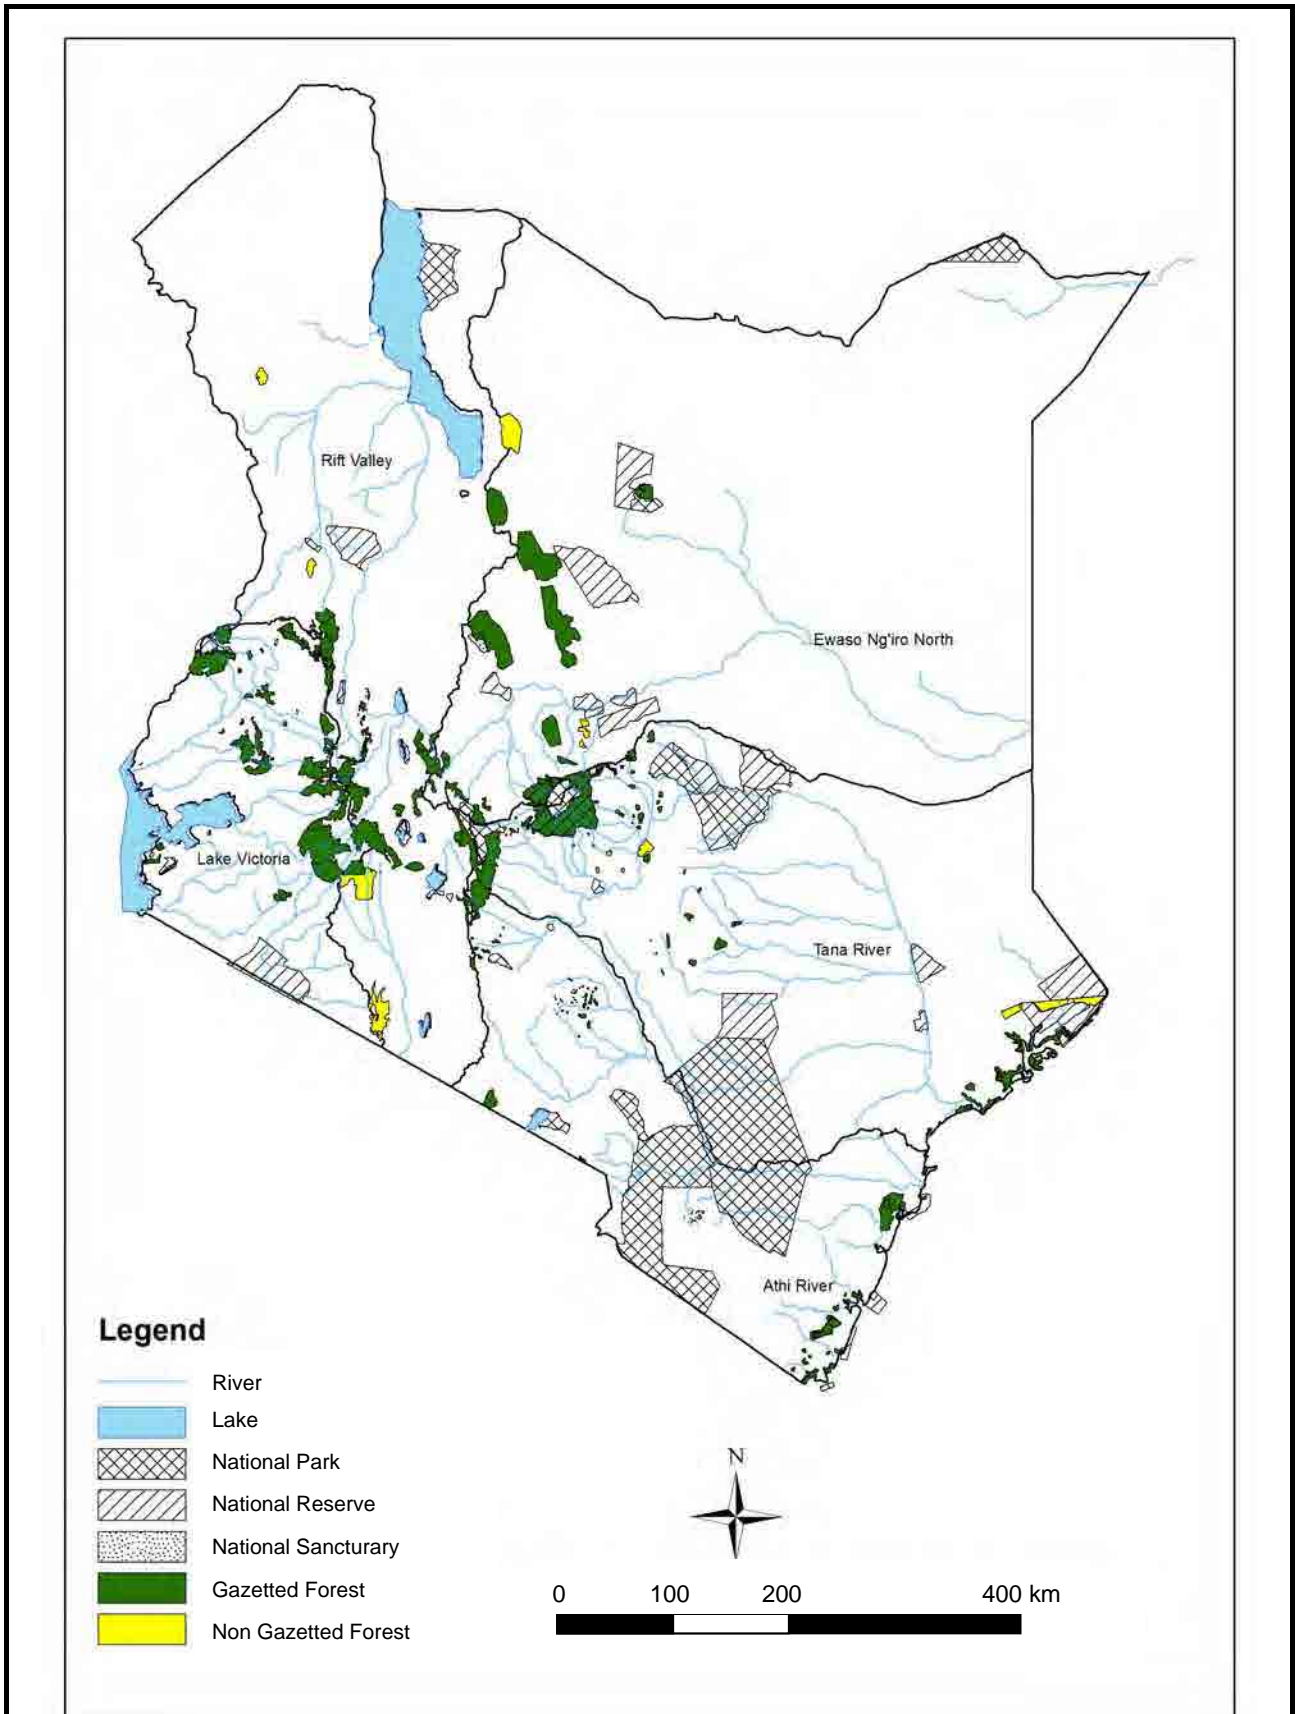 Rift Valley
Ewaso Ng'iro North
Lake Victoria
Tana River
Athi River
Legend
River
Lake
National Park
National Reserve
National Sancturary
Gazetted Forest
Non Gazetted Forest
N
0 100 200 400 km